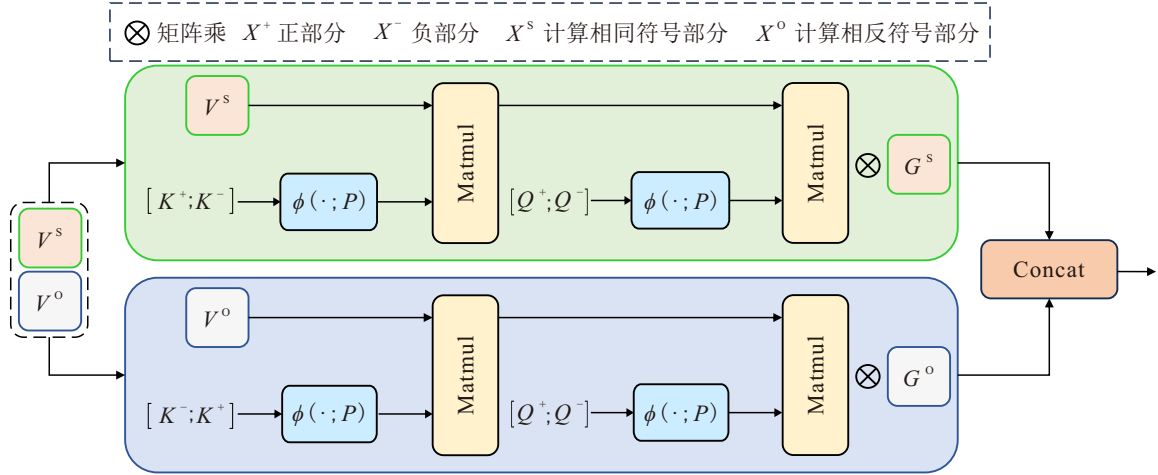 ⊗ 矩阵乘 X⁺ 正部分 X⁻ 负部分 Xˢ 计算相同符号部分 Xᵒ 计算相反符号部分
Vˢ
Matmul
Matmul
⊗ Gˢ
[K⁺;K⁻]
ϕ(·;P)
[Q⁺;Q⁻]
ϕ(·;P)
Vˢ
Vᵒ
Concat
Vᵒ
Matmul
Matmul
⊗ Gᵒ
[K⁻;K⁺]
ϕ(·;P)
[Q⁺;Q⁻]
ϕ(·;P)